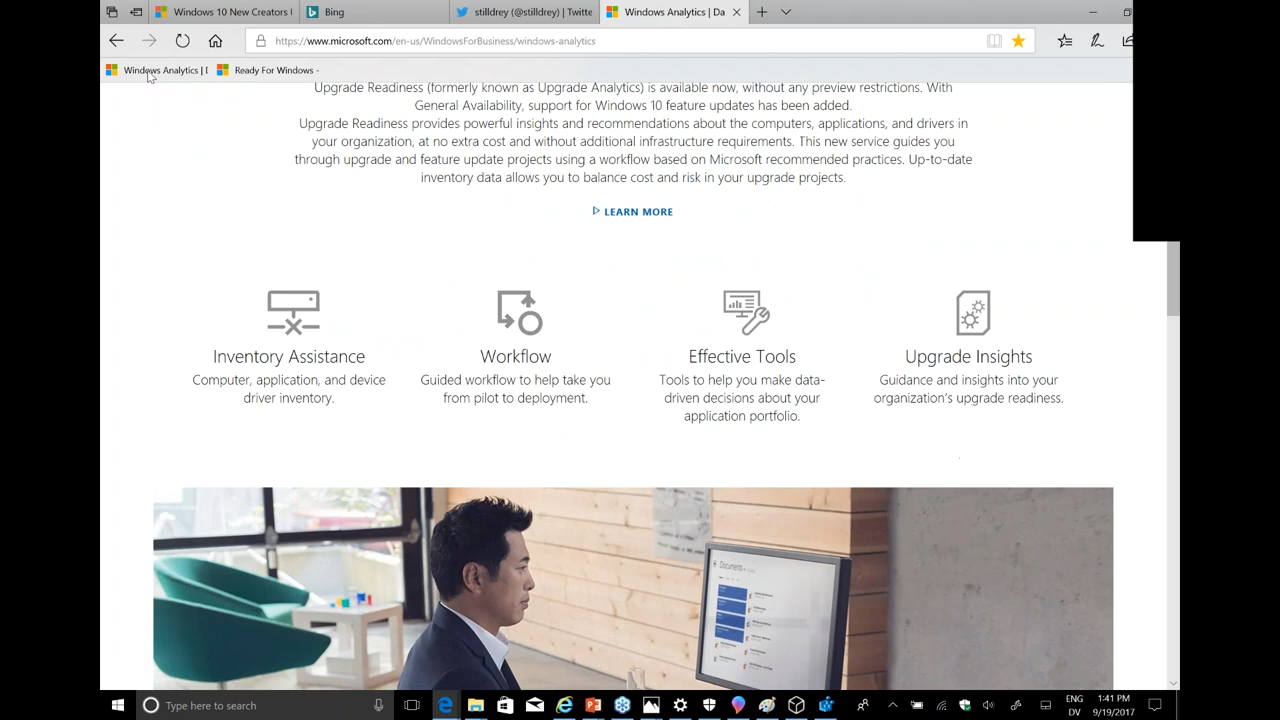 Windows 10 New Creators U
Bing
stilldrey (@stilldrey) | Twitte
Windows Analytics | Da
https://www.microsoft.com/en-us/WindowsForBusiness/windows-analytics
Windows Analytics | D
Ready For Windows -
Upgrade Readiness (formerly known as Upgrade Analytics) is available now, without any preview restrictions. With
General Availability, support for Windows 10 feature updates has been added.
Upgrade Readiness provides powerful insights and recommendations about the computers, applications, and drivers in
your organization, at no extra cost and without additional infrastructure requirements. This new service guides you
through upgrade and feature update projects using a workflow based on Microsoft recommended practices. Up-to-date
inventory data allows you to balance cost and risk in your upgrade projects.
LEARN MORE
Inventory Assistance
Computer, application, and device
driver inventory.
Workflow
Guided workflow to help take you
from pilot to deployment.
Effective Tools
Tools to help you make data-
driven decisions about your
application portfolio.
Upgrade Insights
Guidance and insights into your
organization's upgrade readiness.
Documents
Type here to search
ENG
DV
1:41 PM
9/19/2017